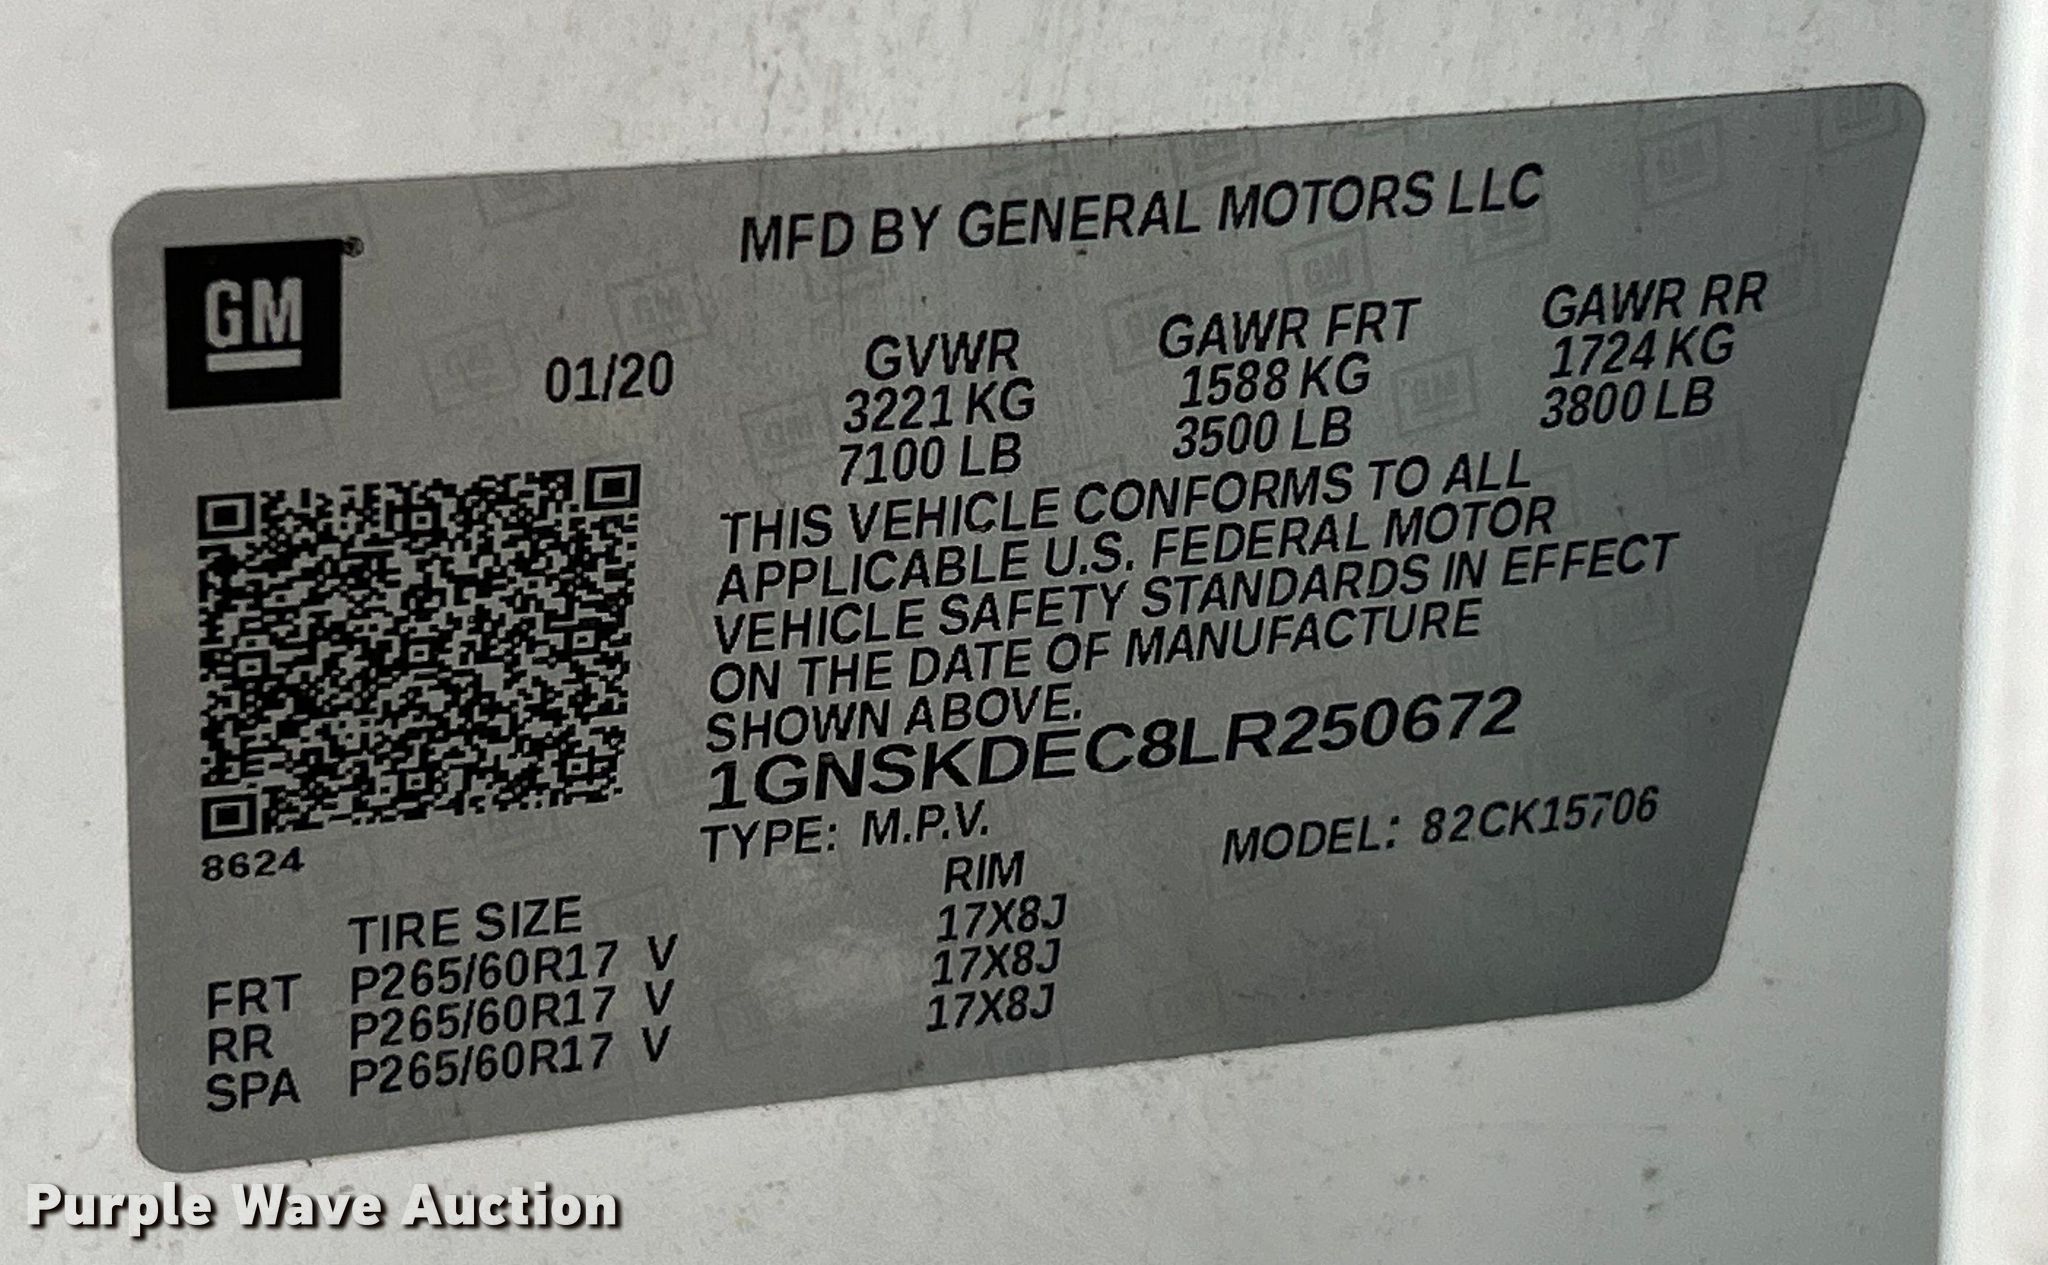 MFD BY GENERAL MOTORS LLC
GM®
01/20
GVWR
3221 KG
7100 LB
GAWR FRT
1588 KG
3500 LB
GAWR RR
1724 KG
3800 LB
THIS VEHICLE CONFORMS TO ALL
APPLICABLE U.S. FEDERAL MOTOR
VEHICLE SAFETY STANDARDS IN EFFECT
ON THE DATE OF MANUFACTURE
SHOWN ABOVE.
1GNSKDEC8LR250672
TYPE: M.P.V. MODEL: 82CK15706
8624
TIRE SIZE RIM
FRT P265/60R17 V 17X8J
RR P265/60R17 V 17X8J
SPA P265/60R17 V 17X8J
Purple Wave Auction